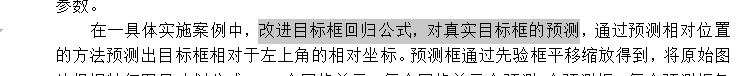 参数。
在一具体实施案例中，改进目标框回归公式，对真实目标框的预测，通过预测相对位置
的方法预测出目标框相对于左上角的相对坐标。预测框通过先验框平移缩放得到，将原始图